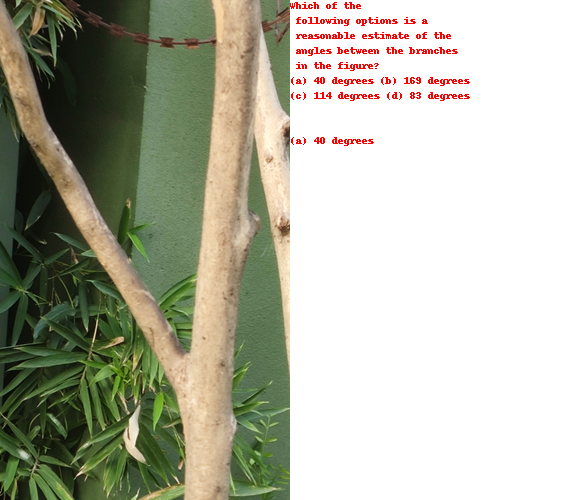 Which of the
following options is a
reasonable estimate of the
angles between the branches
in the figure?
(a) 40 degrees (b) 169 degrees
(c) 114 degrees (d) 83 degrees
(a) 40 degrees